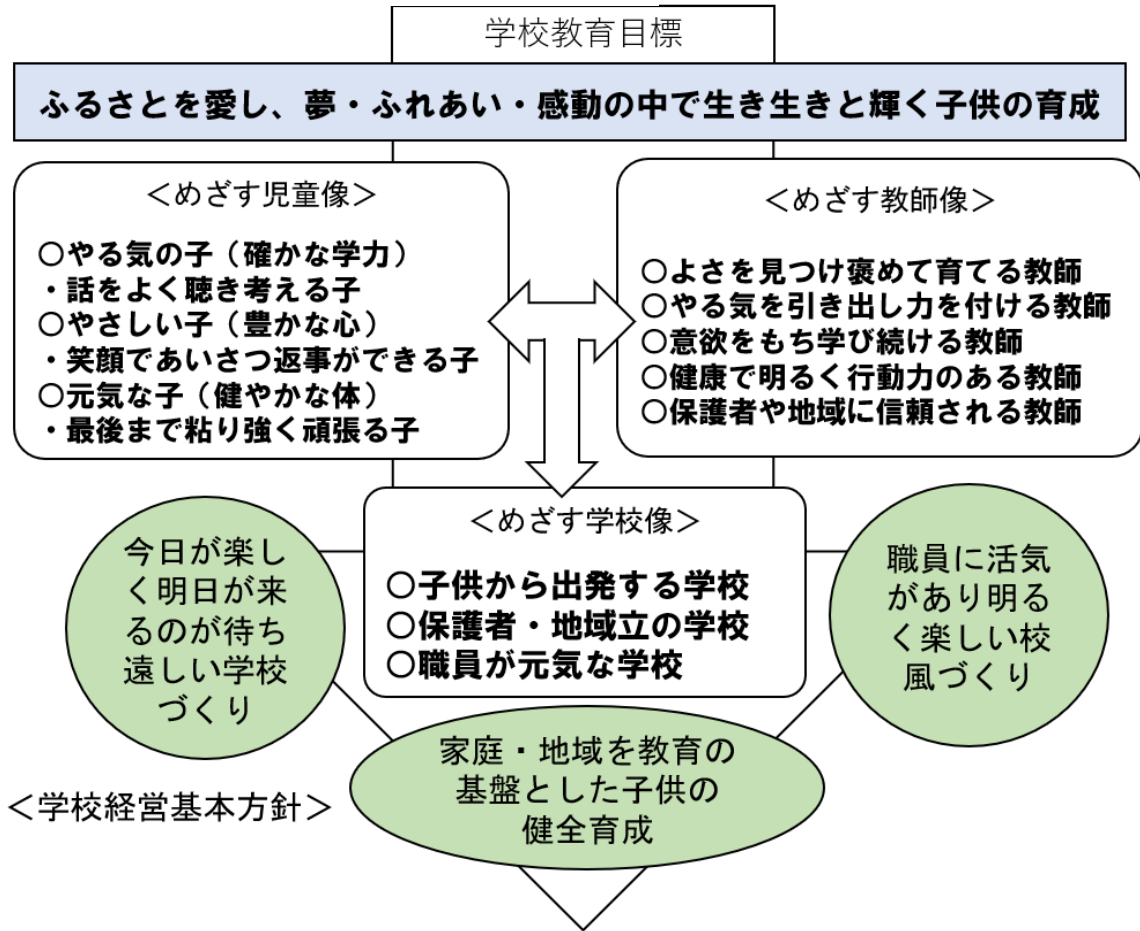 学校教育目標
ふるさとを愛し、夢・ふれあい・感動の中で生き生きと輝く子供の育成
＜めざす児童像＞
○やる気の子（確かな学力）
・話をよく聴き考える子
○やさしい子（豊かな心）
・笑顔であいさつ返事ができる子
○元気な子（健やかな体）
・最後まで粘り強く頑張る子
＜めざす教師像＞
○よさを見つけ褒めて育てる教師
○やる気を引き出し力を付ける教師
○意欲をもち学び続ける教師
○健康で明るく行動力のある教師
○保護者や地域に信頼される教師
＜めざす学校像＞
○子供から出発する学校
○保護者・地域立の学校
○職員が元気な学校
今日が楽し
く明日が来
るのが待ち
遠しい学校
づくり
職員に活気
があり明る
く楽しい校
風づくり
家庭・地域を教育の
基盤とした子供の
健全育成
＜学校経営基本方針＞